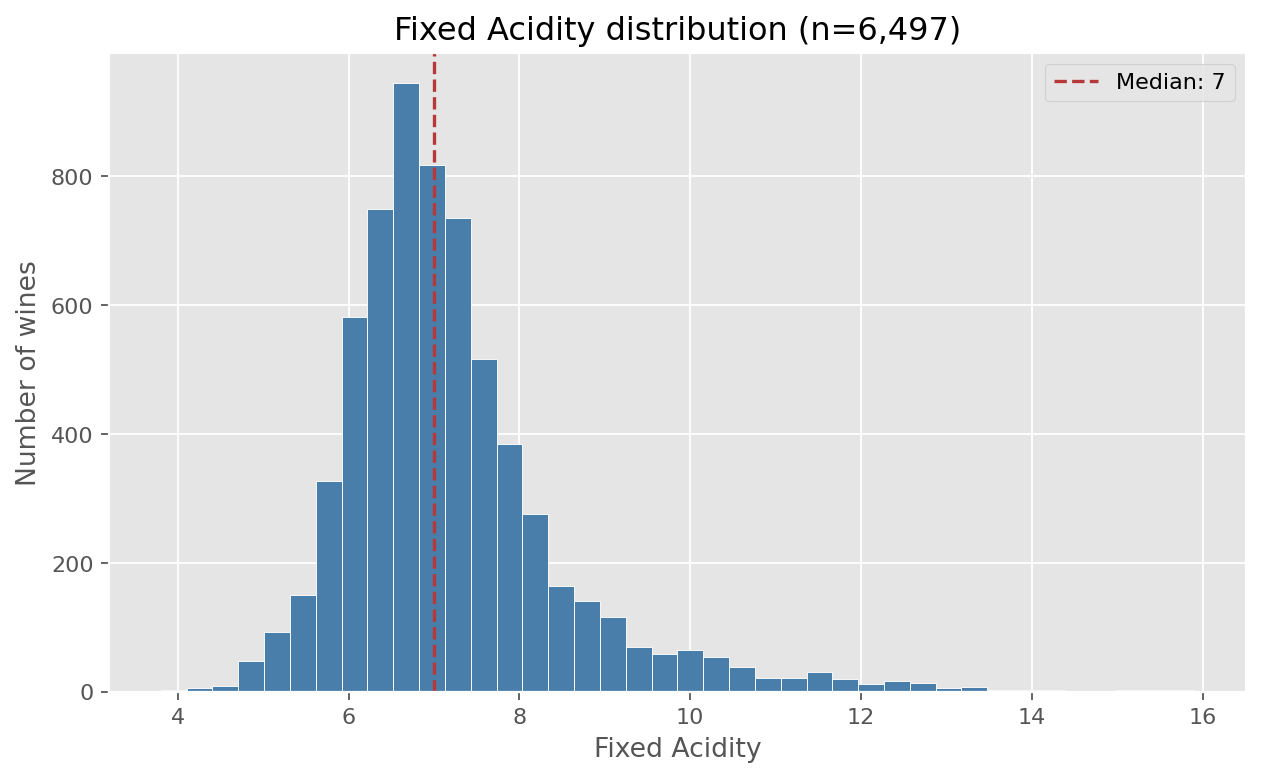 Fixed Acidity distribution (n=6,497)
Median: 7
Number of wines
800
600
400
200
0
4 6 8 10 12 14 16
Fixed Acidity